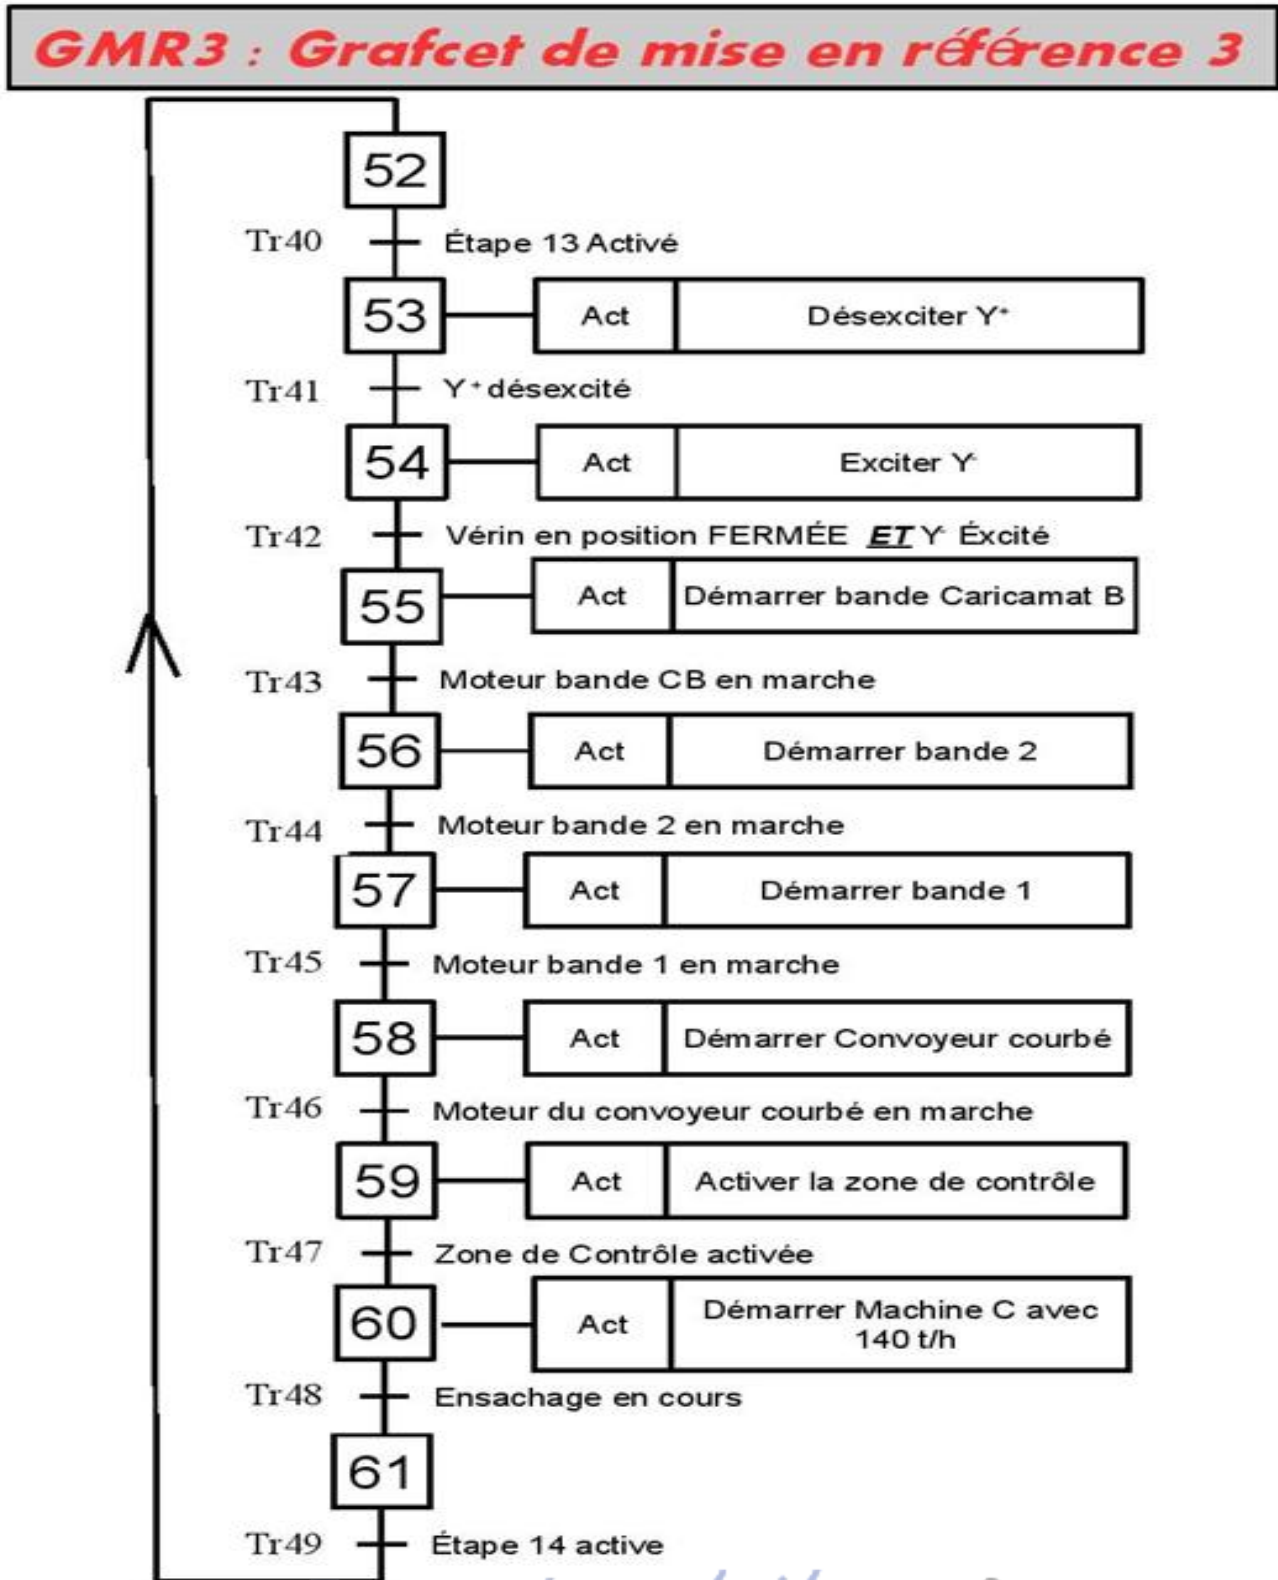 GMR3 : Grafcet de mise en référence 3
52
Tr40 Étape 13 Activé
53 Act Désexciter Y⁺
Tr41 Y⁺ désexcité
54 Act Exciter Y⁻
Tr42 Vérin en position FERMÉE ET Y⁻ Éxcité
55 Act Démarrer bande Caricamat B
Tr43 Moteur bande CB en marche
56 Act Démarrer bande 2
Tr44 Moteur bande 2 en marche
57 Act Démarrer bande 1
Tr45 Moteur bande 1 en marche
58 Act Démarrer Convoyeur courbé
Tr46 Moteur du convoyeur courbé en marche
59 Act Activer la zone de contrôle
Tr47 Zone de Contrôle activée
60 Act Démarrer Machine C avec
140 t/h
Tr48 Ensachage en cours
61
Tr49 Étape 14 active